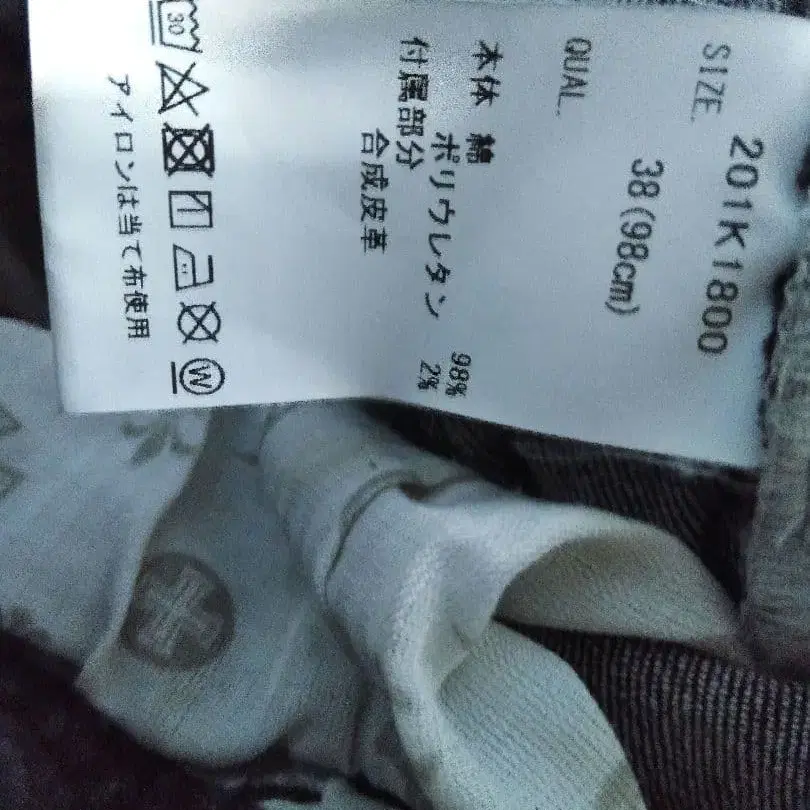 201K1800
SIZE.
38(98cm)
QUAL.
本体 綿 98%
ポリウレタン 2%
付属部分
合成皮革
30
W
アイロンは当て布使用